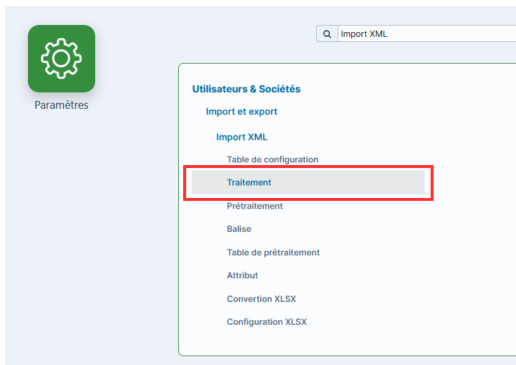 Import XML
Paramètres
Utilisateurs & Sociétés
Import et export
Import XML
Table de configuration
Traitement
Prétraitement
Balise
Table de prétraitement
Attribut
Convertion XLSX
Configuration XLSX